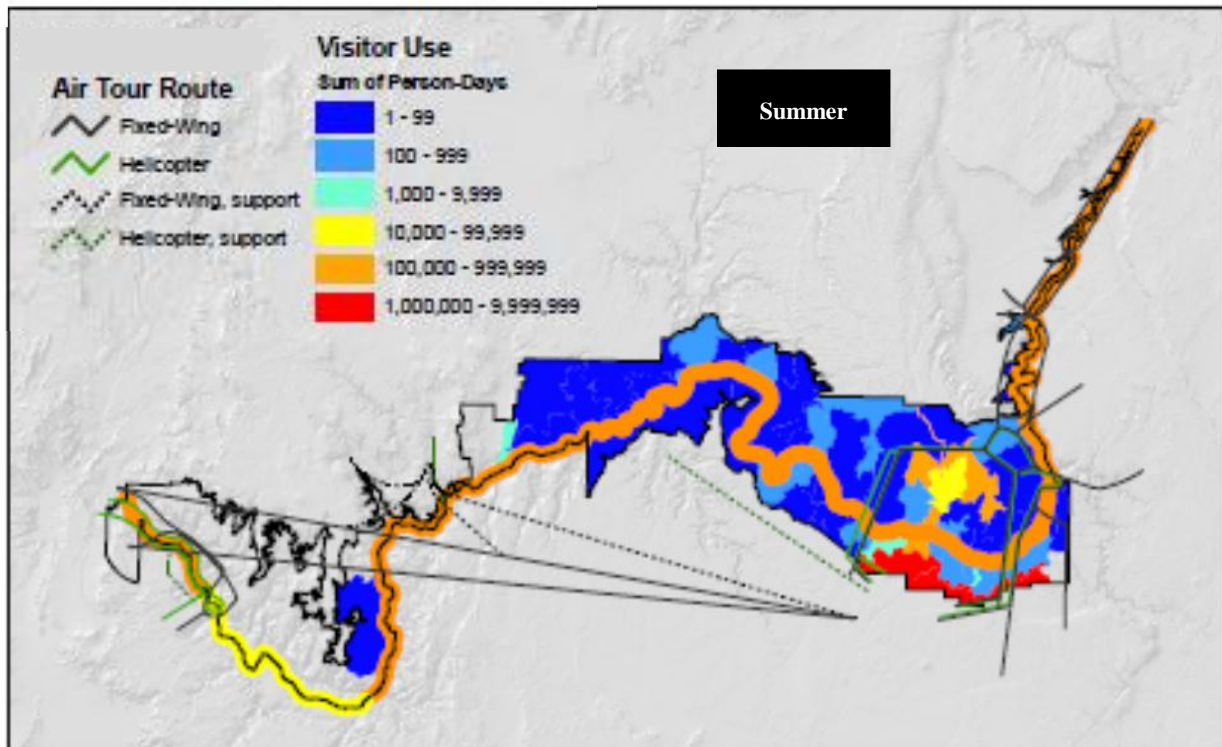 Visitor Use
Sum of Person-Days
1 - 99
100 - 999
1,000 - 9,999
10,000 - 99,999
100,000 - 999,999
1,000,000 - 9,999,999
Air Tour Route
Fixed-Wing
Helicopter
Fixed-Wing, support
Helicopter, support
Summer